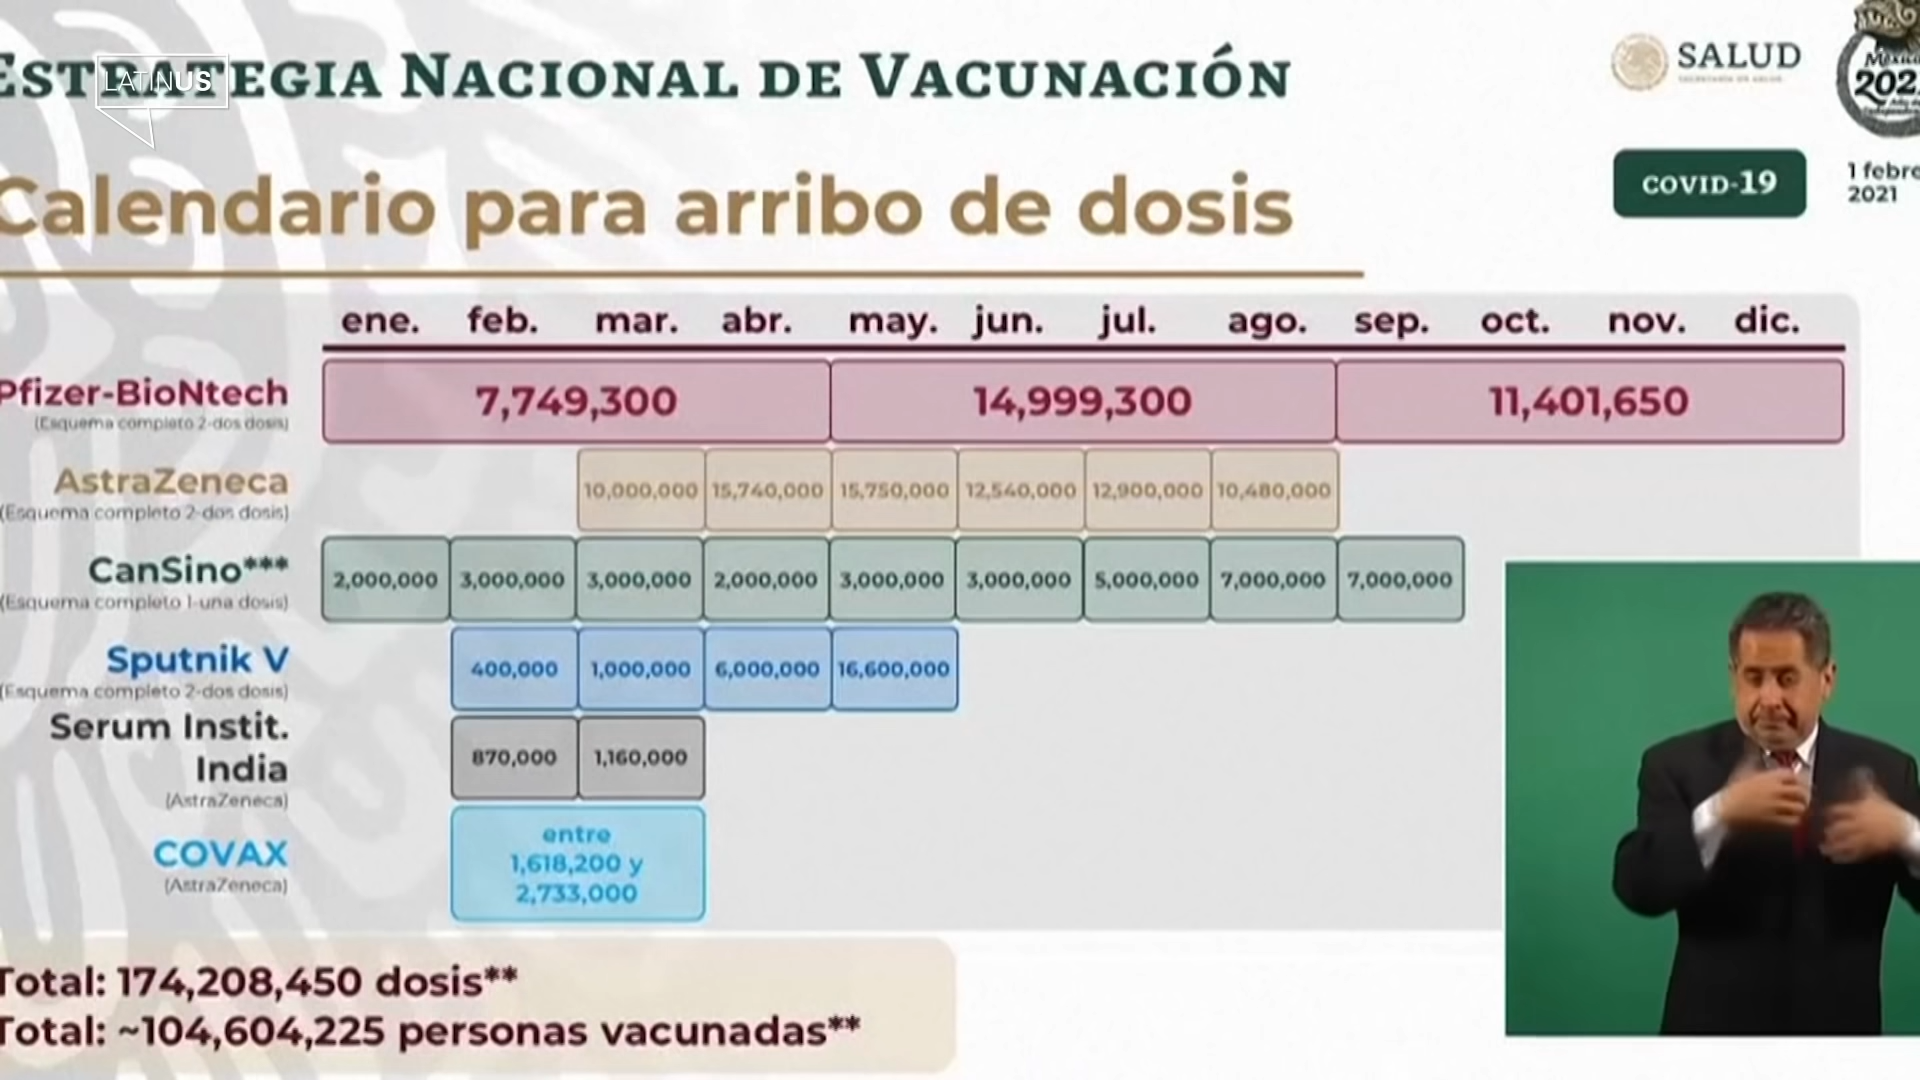 ESTRATEGIA NACIONAL DE VACUNACIÓN
LATINUS
SALUD
SECRETARÍA DE SALUD
México
202
COVID-19
1 febre
2021
Calendario para arribo de dosis
ene. feb. mar. abr. may. jun. jul. ago. sep. oct. nov. dic.
Pfizer-BioNtech
(Esquema completo 2-dos dosis)
7,749,300 14,999,300 11,401,650
AstraZeneca
(Esquema completo 2-dos dosis)
10,000,000 15,740,000 15,750,000 12,540,000 12,900,000 10,480,000
CanSino***
(Esquema completo 1-una dosis)
2,000,000 3,000,000 3,000,000 2,000,000 3,000,000 3,000,000 5,000,000 7,000,000 7,000,000
Sputnik V
(Esquema completo 2-dos dosis)
400,000 1,000,000 6,000,000 16,600,000
Serum Instit.
India
(AstraZeneca)
870,000 1,160,000
COVAX
(AstraZeneca)
entre
1,618,200 y
2,733,000
Total: 174,208,450 dosis**
Total: ~104,604,225 personas vacunadas**